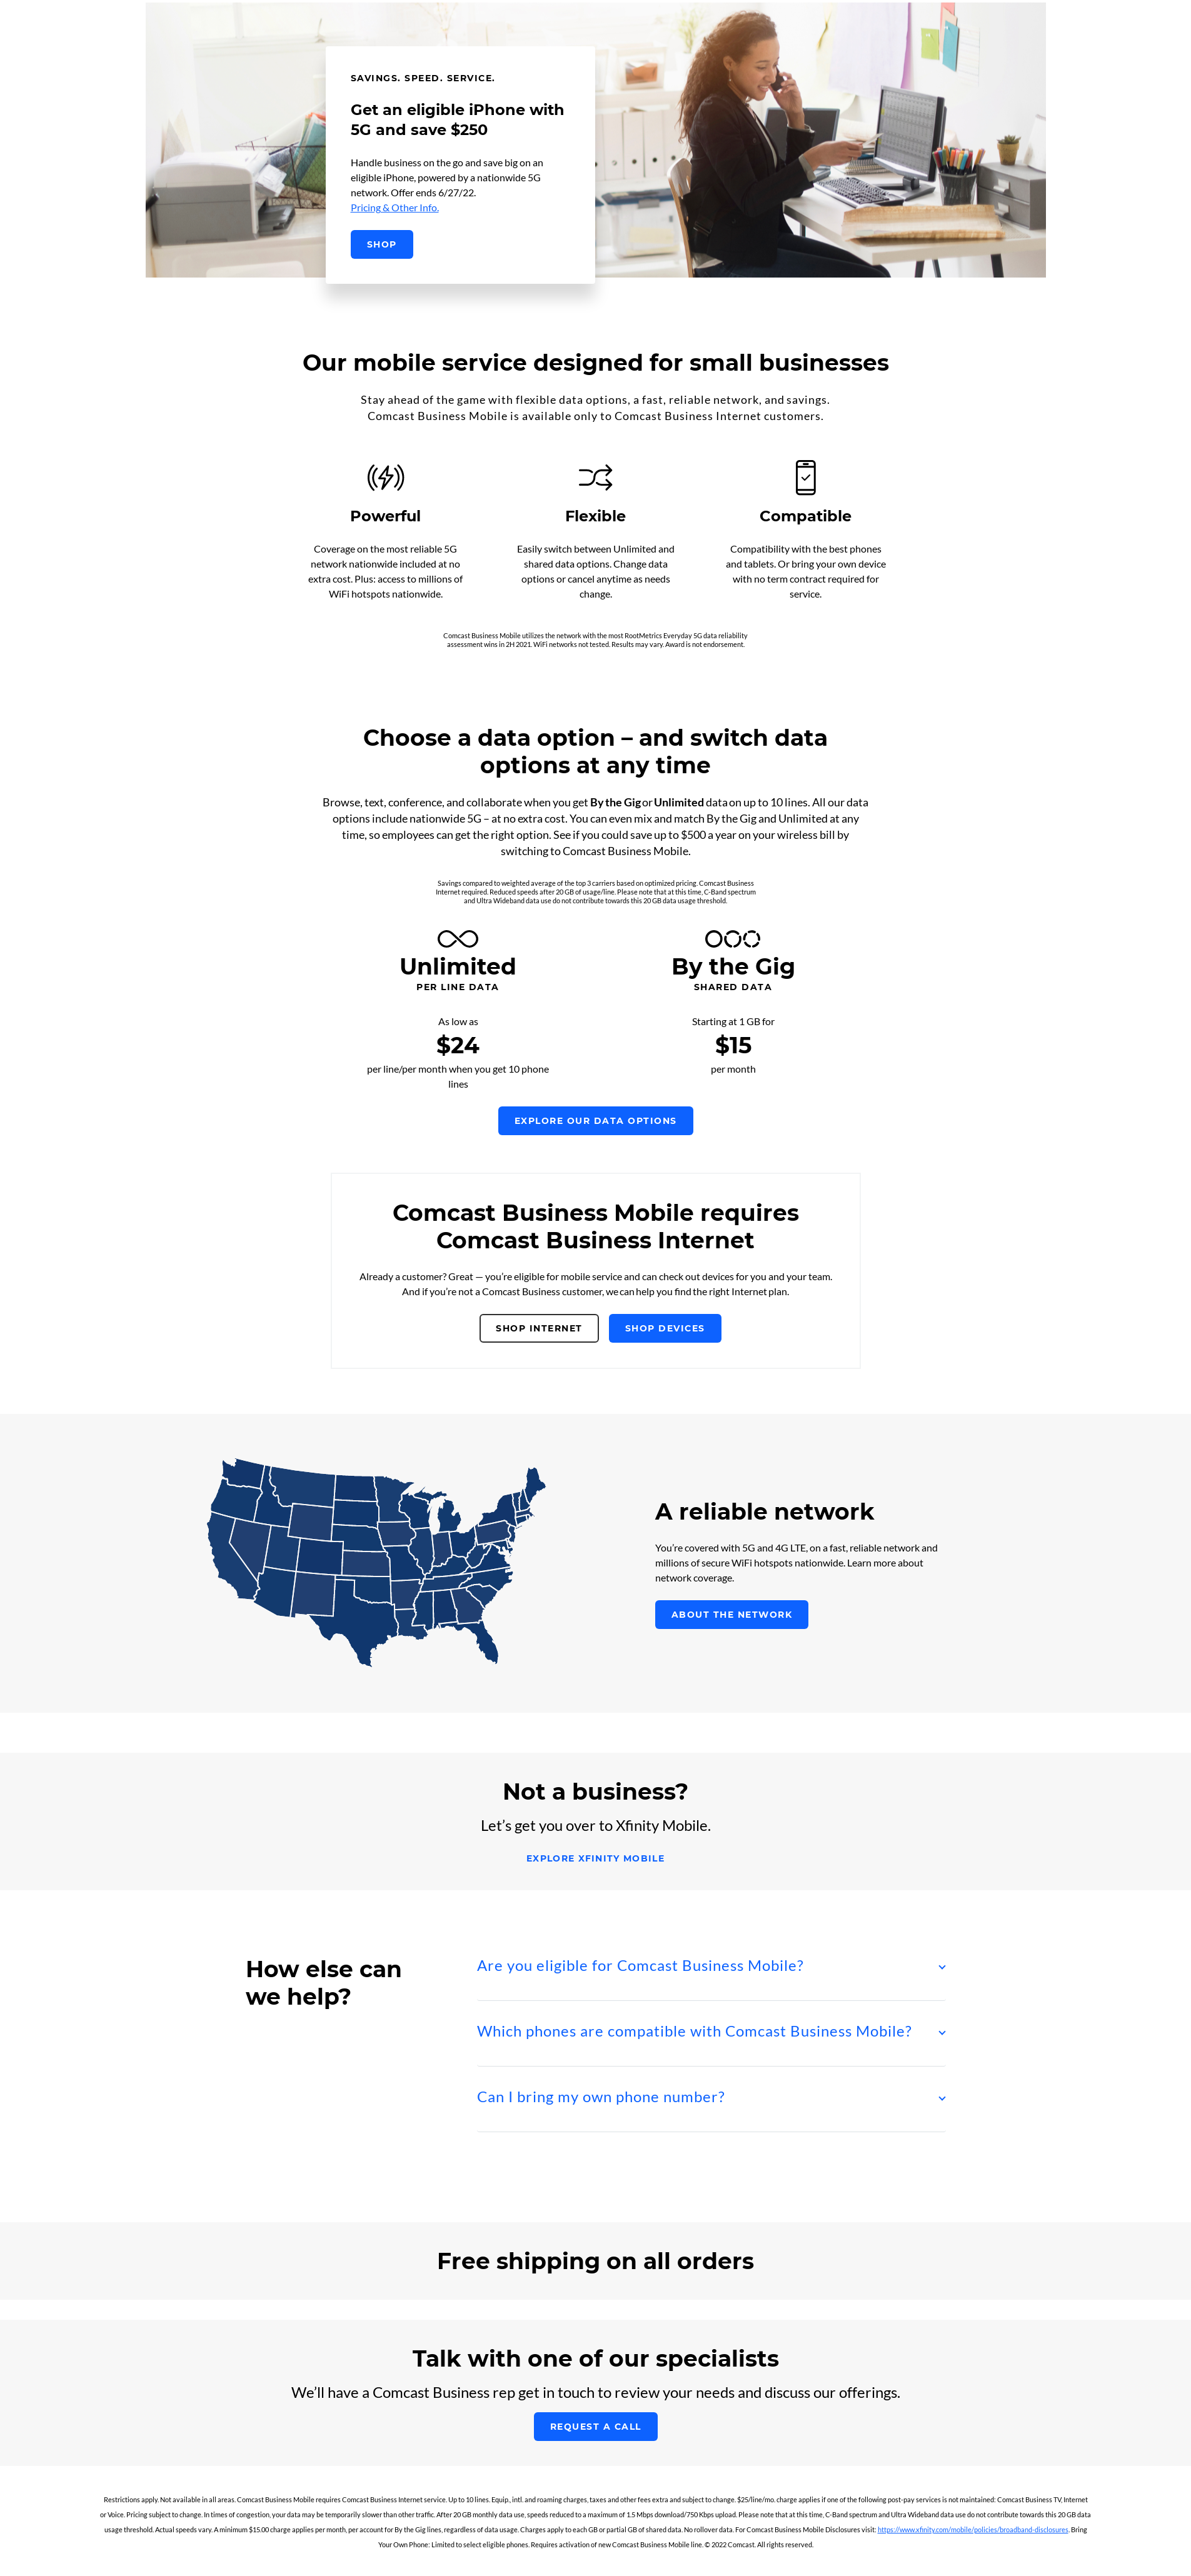 SAVINGS. SPEED. SERVICE.
Get an eligible iPhone with
5G and save $250
Handle business on the go and save big on an
eligible iPhone, powered by a nationwide 5G
network. Offer ends 6/27/22.
Pricing & Other Info.
SHOP
Our mobile service designed for small businesses
Stay ahead of the game with flexible data options, a fast, reliable network, and savings.
Comcast Business Mobile is available only to Comcast Business Internet customers.
Powerful
Coverage on the most reliable 5G
network nationwide included at no
extra cost. Plus: access to millions of
WiFi hotspots nationwide.
Flexible
Easily switch between Unlimited and
shared data options. Change data
options or cancel anytime as needs
change.
Compatible
Compatibility with the best phones
and tablets. Or bring your own device
with no term contract required for
service.
Comcast Business Mobile utilizes the network with the most RootMetrics Everyday 5G data reliability
assessment wins in 2H 2021. WiFi networks not tested. Results may vary. Award is not endorsement.
Choose a data option – and switch data
options at any time
Browse, text, conference, and collaborate when you get By the Gig or Unlimited data on up to 10 lines. All our data
options include nationwide 5G – at no extra cost. You can even mix and match By the Gig and Unlimited at any
time, so employees can get the right option. See if you could save up to $500 a year on your wireless bill by
switching to Comcast Business Mobile.
Savings compared to weighted average of the top 3 carriers based on optimized pricing. Comcast Business
Internet required. Reduced speeds after 20 GB of usage/line. Please note that at this time, C-Band spectrum
and Ultra Wideband data use do not contribute towards this 20 GB data usage threshold.
Unlimited
PER LINE DATA
As low as
$24
per line/per month when you get 10 phone
lines
By the Gig
SHARED DATA
Starting at 1 GB for
$15
per month
EXPLORE OUR DATA OPTIONS
Comcast Business Mobile requires
Comcast Business Internet
Already a customer? Great — you're eligible for mobile service and can check out devices for you and your team.
And if you're not a Comcast Business customer, we can help you find the right Internet plan.
SHOP INTERNET
SHOP DEVICES
A reliable network
You're covered with 5G and 4G LTE, on a fast, reliable network and
millions of secure WiFi hotspots nationwide. Learn more about
network coverage.
ABOUT THE NETWORK
Not a business?
Let's get you over to Xfinity Mobile.
EXPLORE XFINITY MOBILE
How else can
we help?
Are you eligible for Comcast Business Mobile?
Which phones are compatible with Comcast Business Mobile?
Can I bring my own phone number?
Free shipping on all orders
Talk with one of our specialists
We'll have a Comcast Business rep get in touch to review your needs and discuss our offerings.
REQUEST A CALL
Restrictions apply. Not available in all areas. Comcast Business Mobile requires Comcast Business Internet service. Up to 10 lines. Equip., intl. and roaming charges, taxes and other fees extra and subject to change. $25/line/mo. charge applies if one of the following post-pay services is not maintained: Comcast Business TV, Internet
or Voice. Pricing subject to change. In times of congestion, your data may be temporarily slower than other traffic. After 20 GB monthly data use, speeds reduced to a maximum of 1.5 Mbps download/750 Kbps upload. Please note that at this time, C-Band spectrum and Ultra Wideband data use do not contribute towards this 20 GB data
usage threshold. Actual speeds vary. A minimum $15.00 charge applies per month, per account for By the Gig lines, regardless of data usage. Charges apply to each GB or partial GB of shared data. No rollover data. For Comcast Business Mobile Disclosures visit: https://www.xfinity.com/mobile/policies/broadband-disclosures. Bring
Your Own Phone: Limited to select eligible phones. Requires activation of new Comcast Business Mobile line. © 2022 Comcast. All rights reserved.